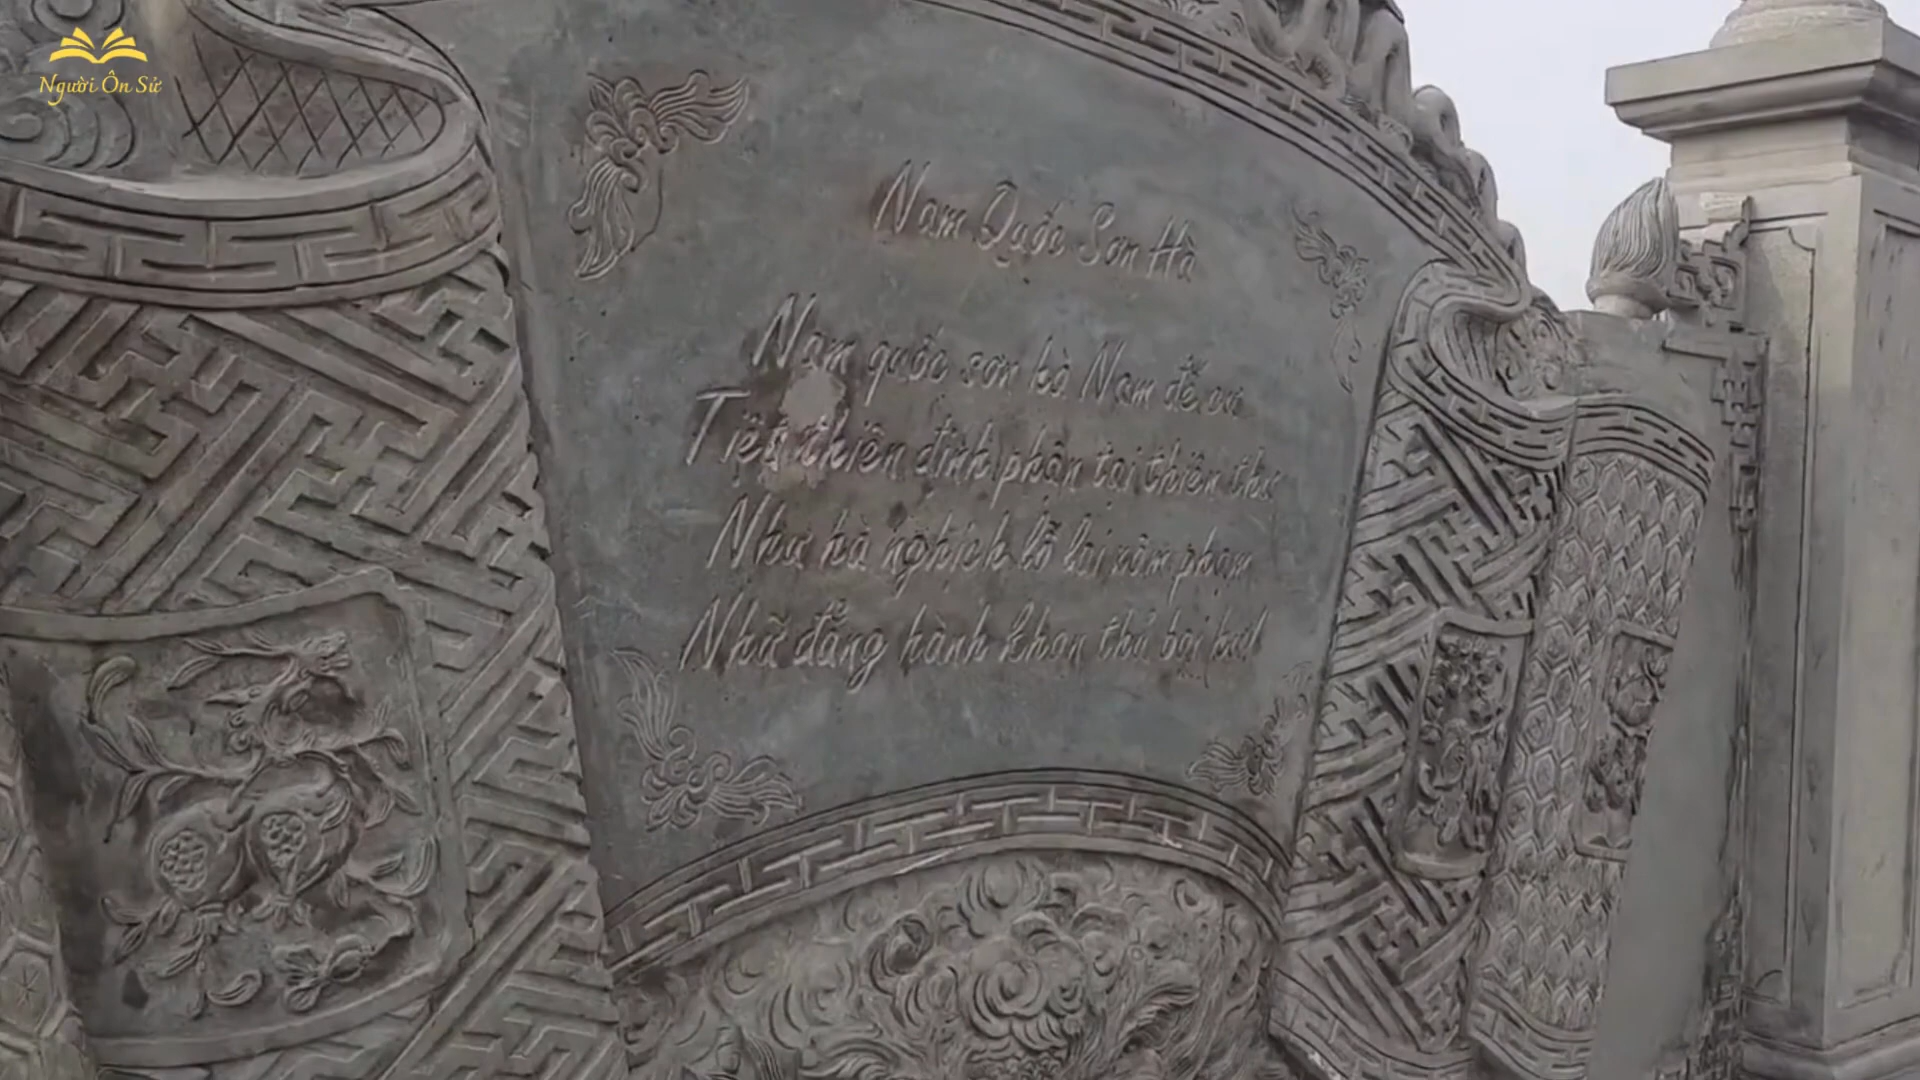 Người Ôn Sử
Nam Quốc Sơn Hà
Nam quốc sơn hà Nam đế cư
Tiệt thiên định phận tại thiên thư
Như hà nghịch lỗ lai xâm phạm
Nhữ đẳng hành khan thủ bại hư!